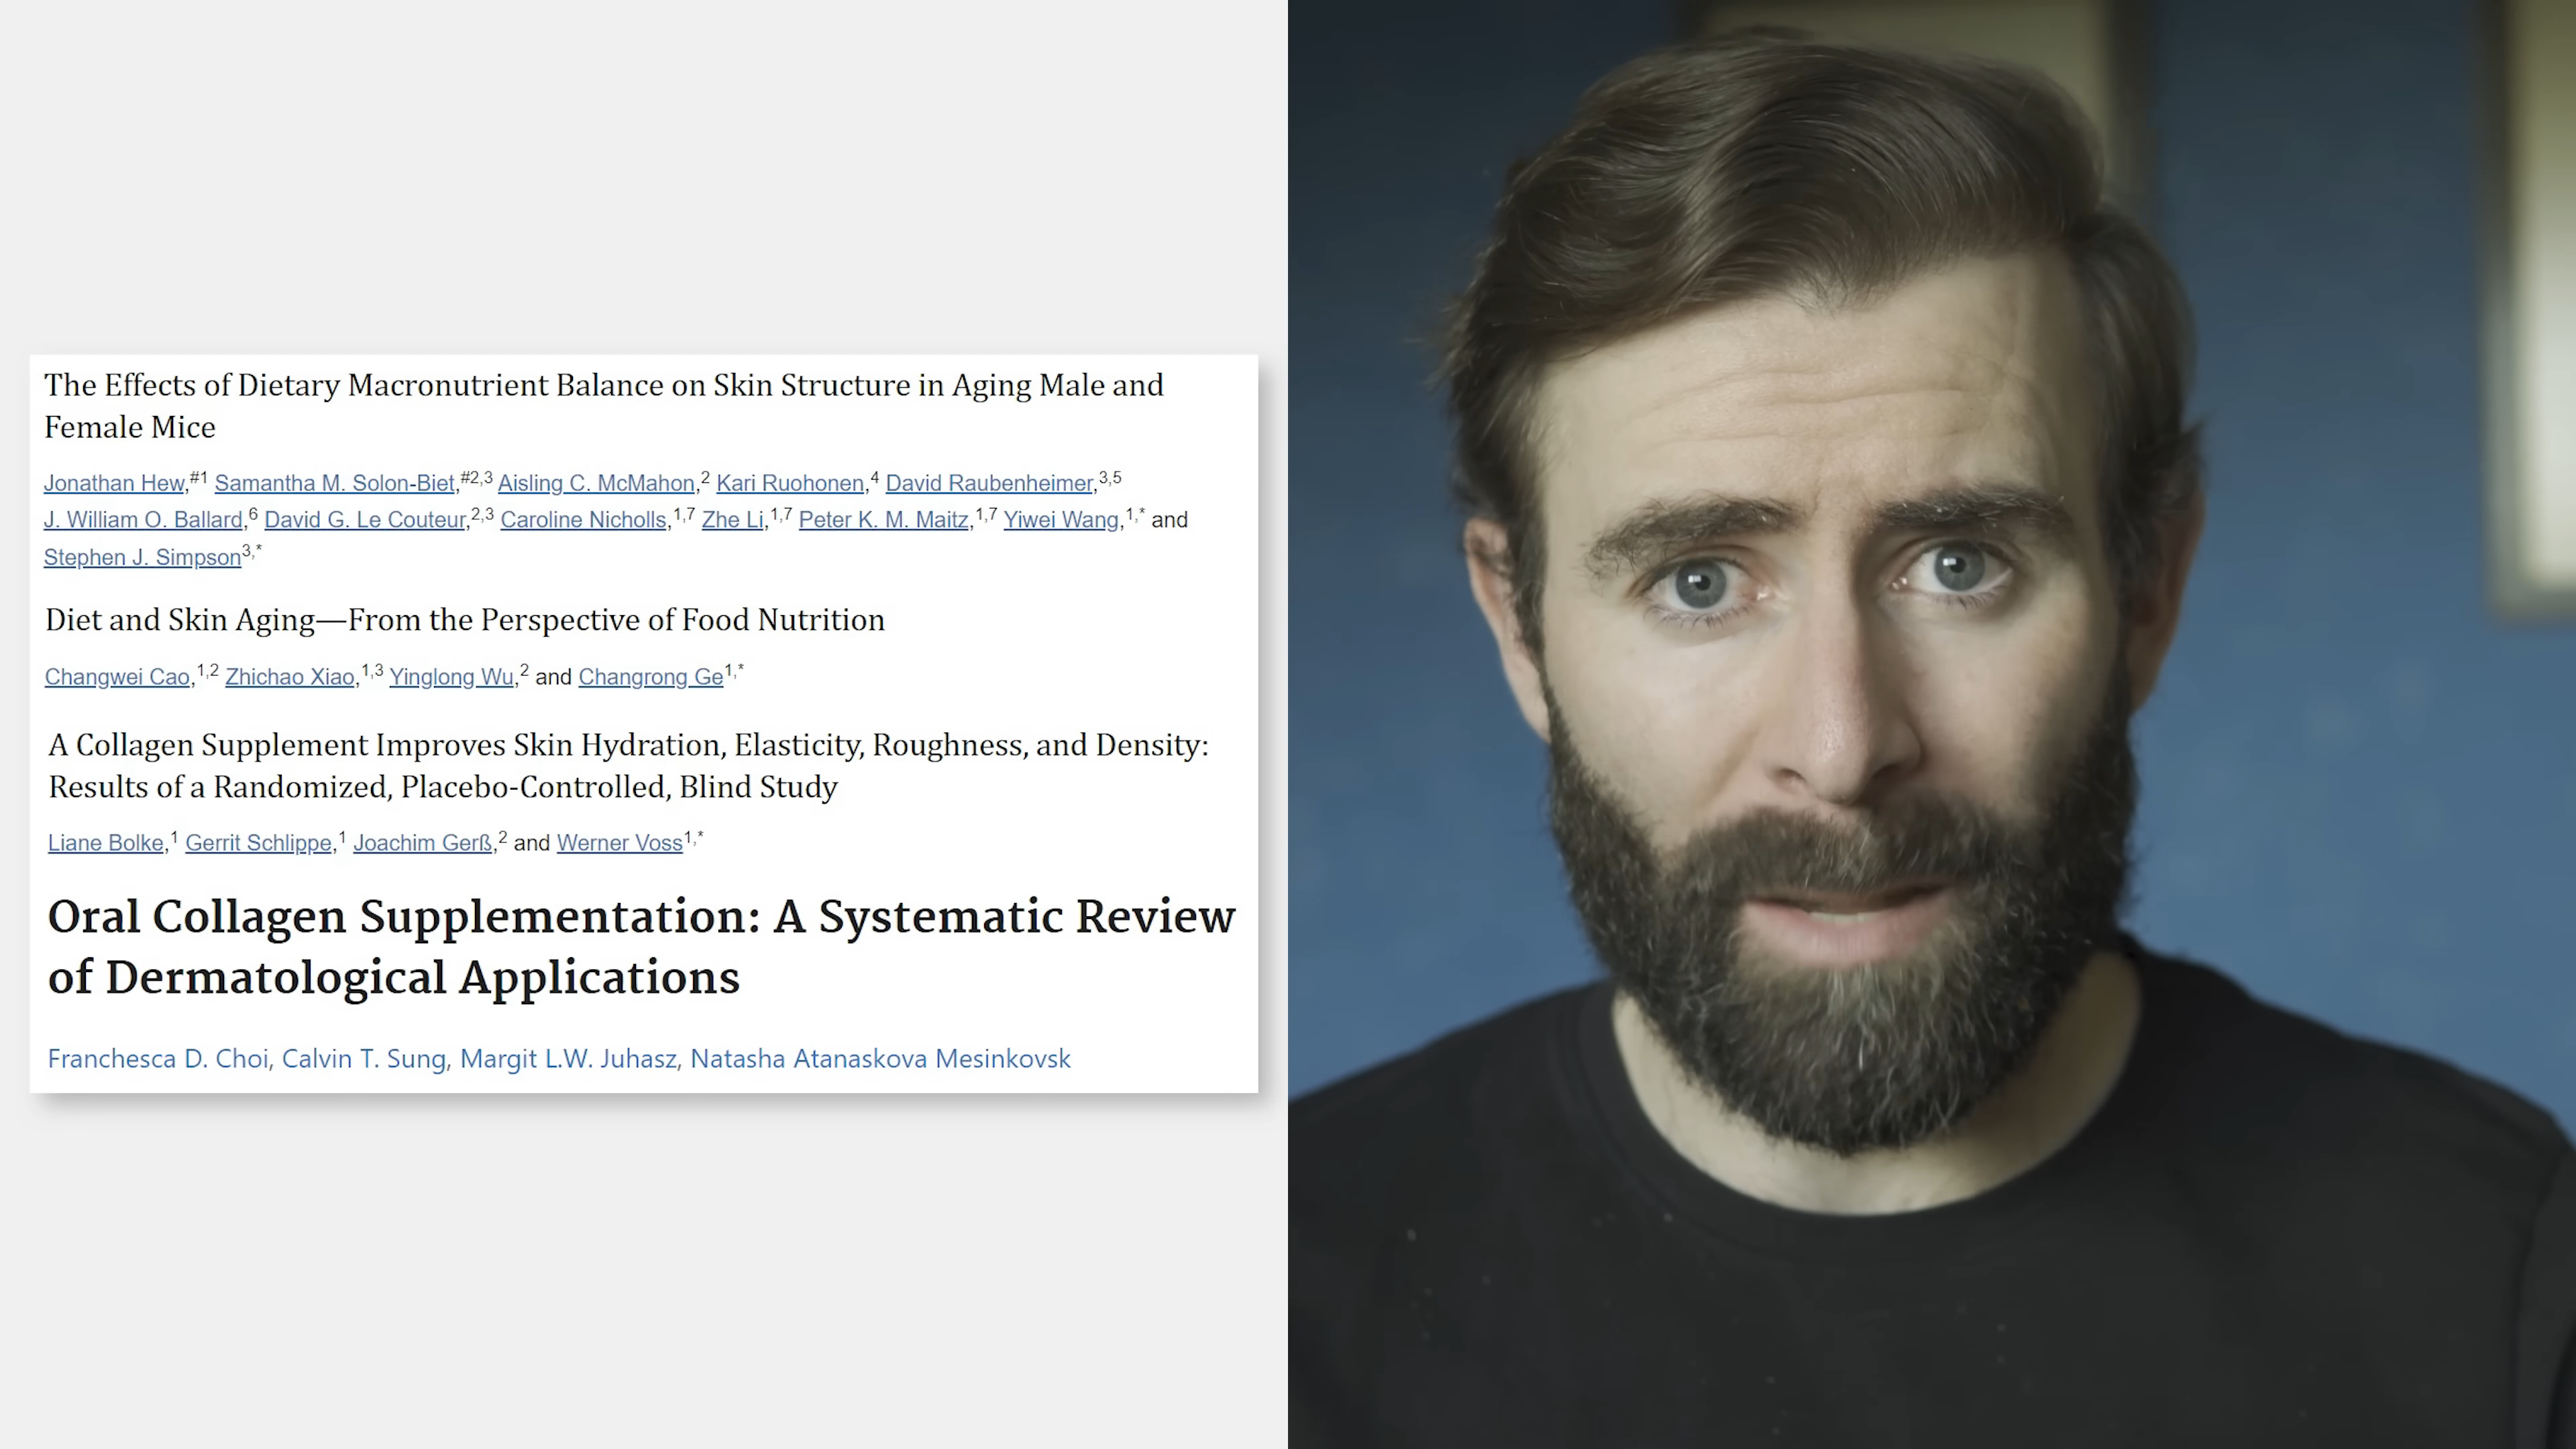 The Effects of Dietary Macronutrient Balance on Skin Structure in Aging Male and
Female Mice
Jonathan Hew,#1 Samantha M. Solon-Biet,#2,3 Aisling C. McMahon,2 Kari Ruohonen,4 David Raubenheimer,3,5
J. William O. Ballard,6 David G. Le Couteur,2,3 Caroline Nicholls,1,7 Zhe Li,1,7 Peter K. M. Maitz,1,7 Yiwei Wang,1,* and
Stephen J. Simpson3,*
Diet and Skin Aging—From the Perspective of Food Nutrition
Changwei Cao,1,2 Zhichao Xiao,1,3 Yinglong Wu,2 and Changrong Ge1,*
A Collagen Supplement Improves Skin Hydration, Elasticity, Roughness, and Density:
Results of a Randomized, Placebo-Controlled, Blind Study
Liane Bolke,1 Gerrit Schlippe,1 Joachim Gerß,2 and Werner Voss1,*
Oral Collagen Supplementation: A Systematic Review
of Dermatological Applications
Franchesca D. Choi, Calvin T. Sung, Margit L.W. Juhasz, Natasha Atanaskova Mesinkovsk